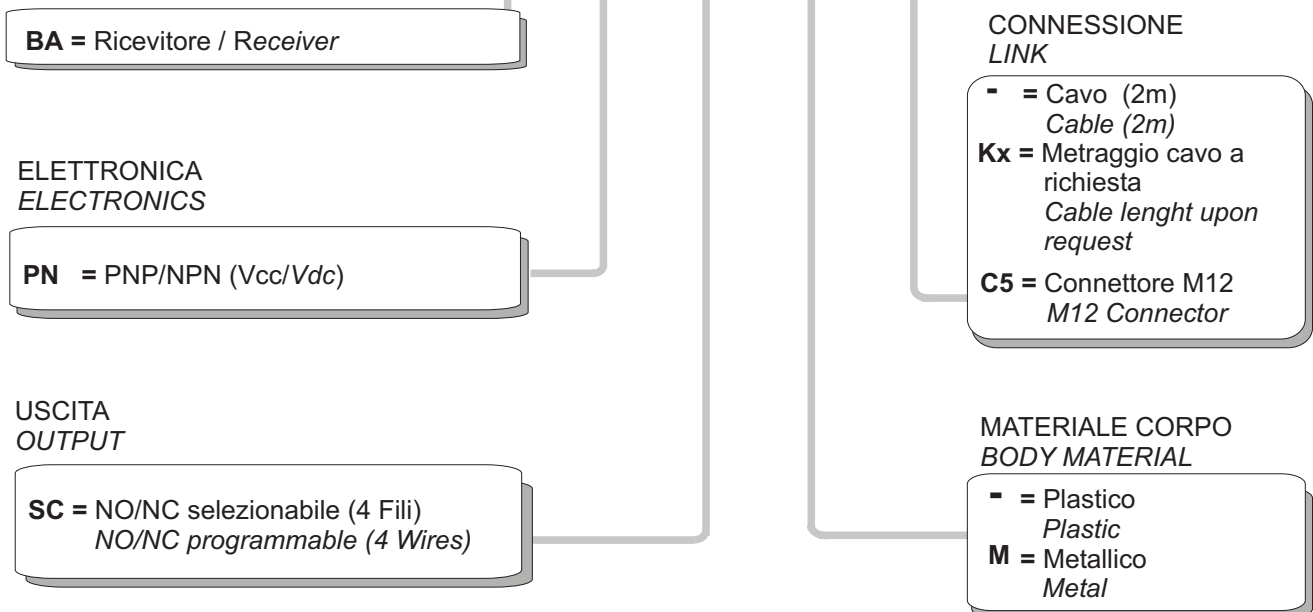 BA = Ricevitore / Receiver
ELETTRONICA
ELECTRONICS
PN = PNP/NPN (Vcc/Vdc)
USCITA
OUTPUT
SC = NO/NC selezionabile (4 Fili)
NO/NC programmable (4 Wires)
CONNESSIONE
LINK
- = Cavo (2m)
Cable (2m)
Kx = Metraggio cavo a
richiesta
Cable lenght upon
request
C5 = Connettore M12
M12 Connector
MATERIALE CORPO
BODY MATERIAL
- = Plastico
Plastic
M = Metallico
Metal